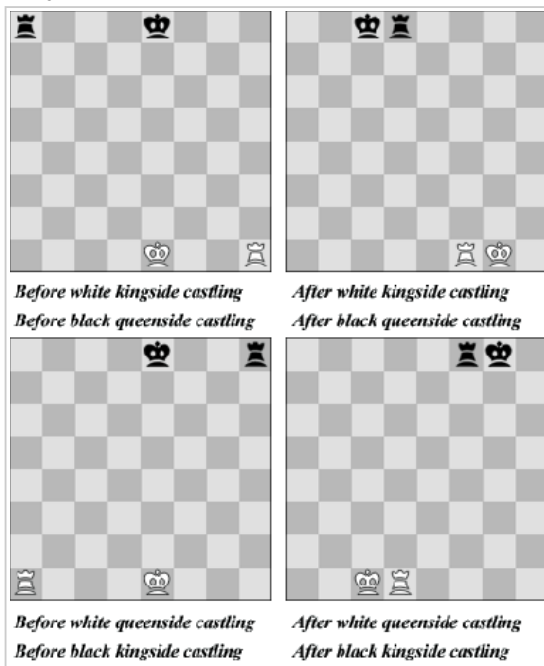 Before white kingside castling
Before black queenside castling
After white kingside castling
After black queenside castling
Before white queenside castling
Before black kingside castling
After white queenside castling
After black kingside castling